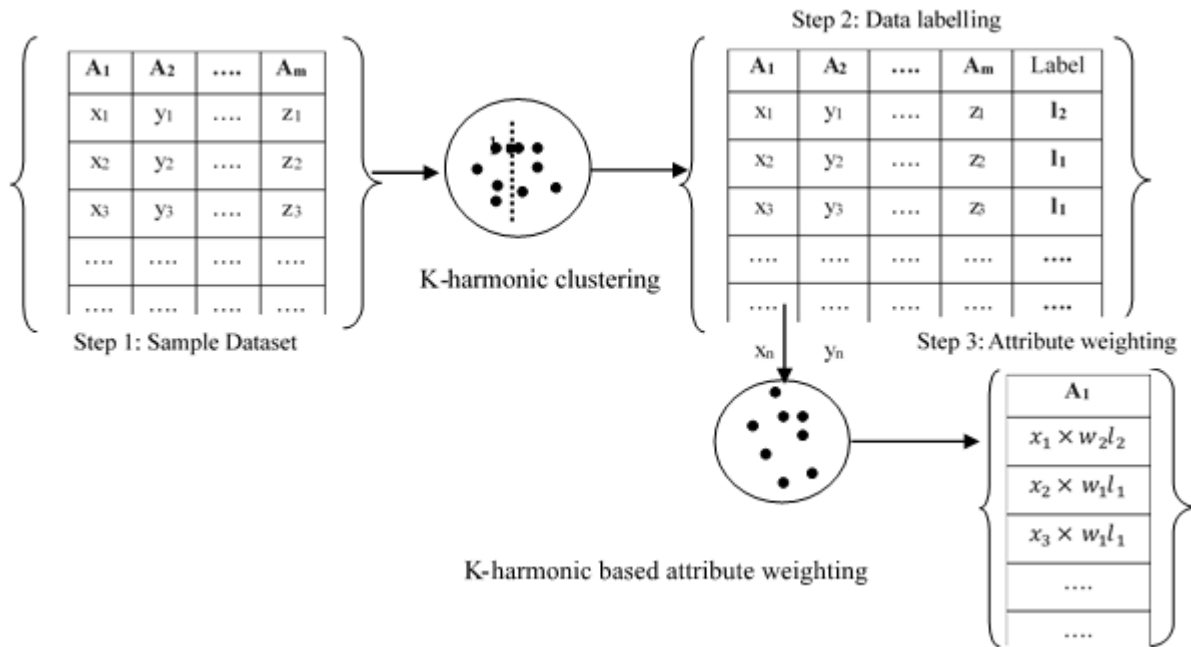 Step 2: Data labelling
A1 A2 .... Am
x1 y1 .... z1
x2 y2 .... z2
x3 y3 .... z3
.... .... .... ....
.... .... .... ....
Step 1: Sample Dataset
K-harmonic clustering
A1 A2 .... Am Label
x1 y1 .... z1 l2
x2 y2 .... z2 l1
x3 y3 .... z3 l1
.... .... .... .... ....
.... .... .... .... ....
xn yn
Step 3: Attribute weighting
A1
x1 × w2l2
x2 × w1l1
x3 × w1l1
....
....
K-harmonic based attribute weighting